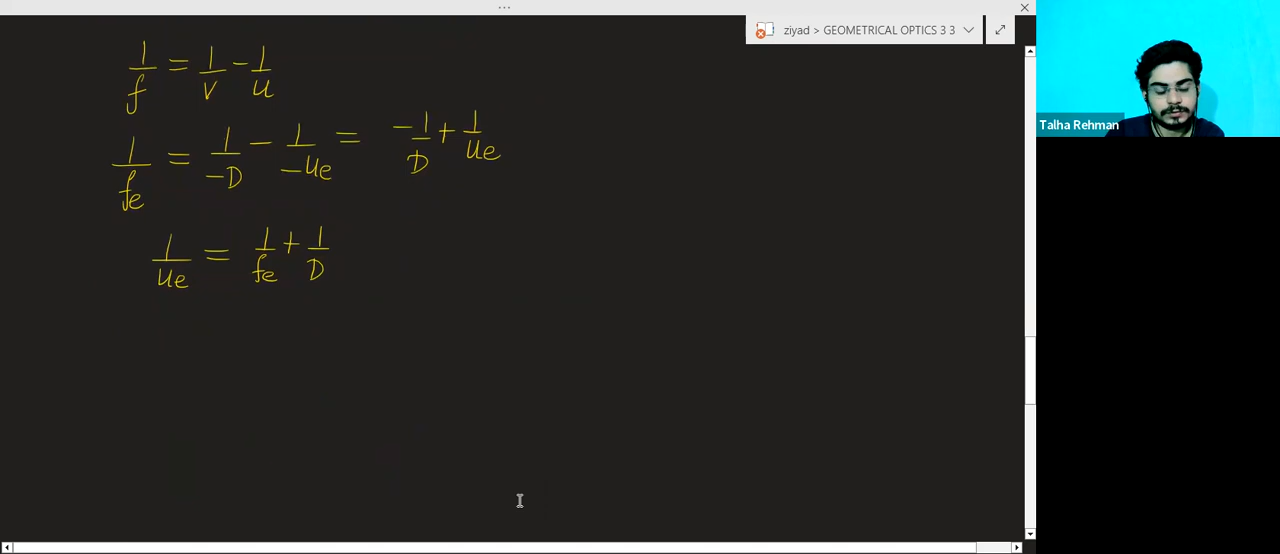 ziyad > GEOMETRICAL OPTICS 3 3
1/f = 1/v - 1/u
Talha Rehman
1/fe = 1/-D - 1/-ue = -1/D + 1/ue
1/ue = 1/fe + 1/D